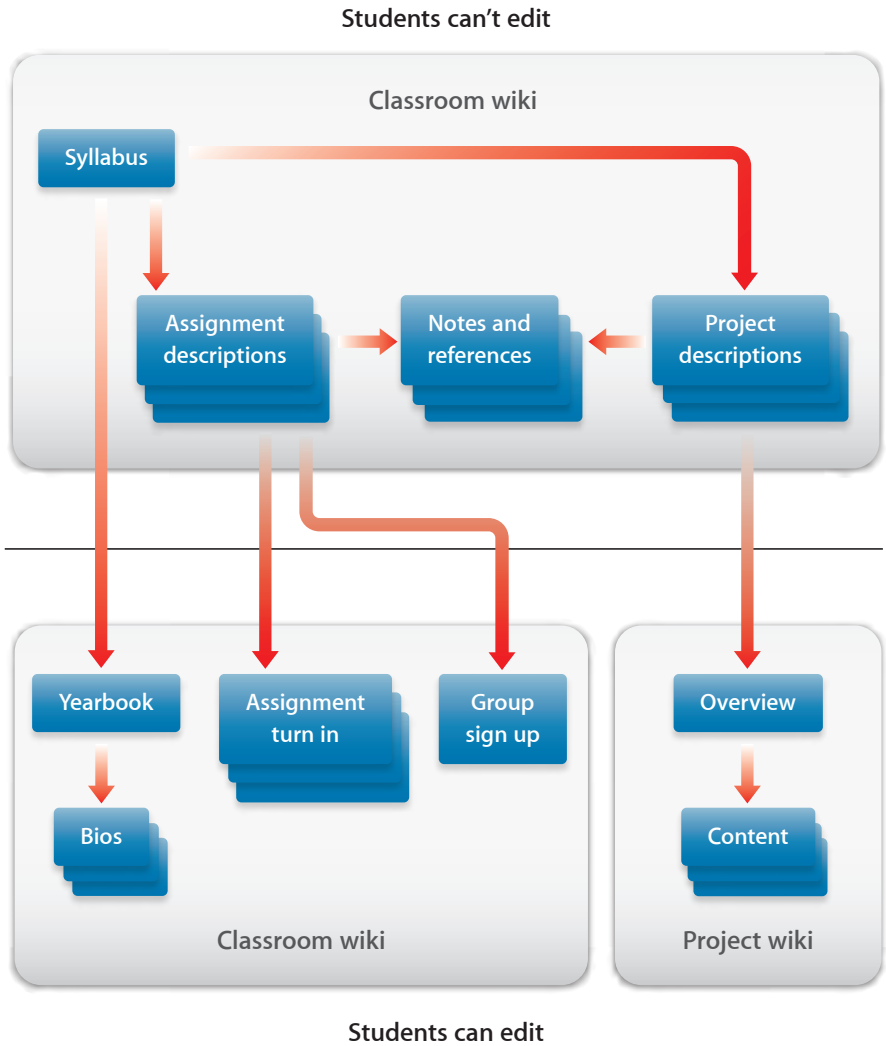 Students can’t edit
Classroom wiki
Syllabus
Assignment
descriptions
Notes and
references
Project
descriptions
Yearbook
Assignment
turn in
Group
sign up
Overview
Bios
Content
Classroom wiki
Project wiki
Students can edit